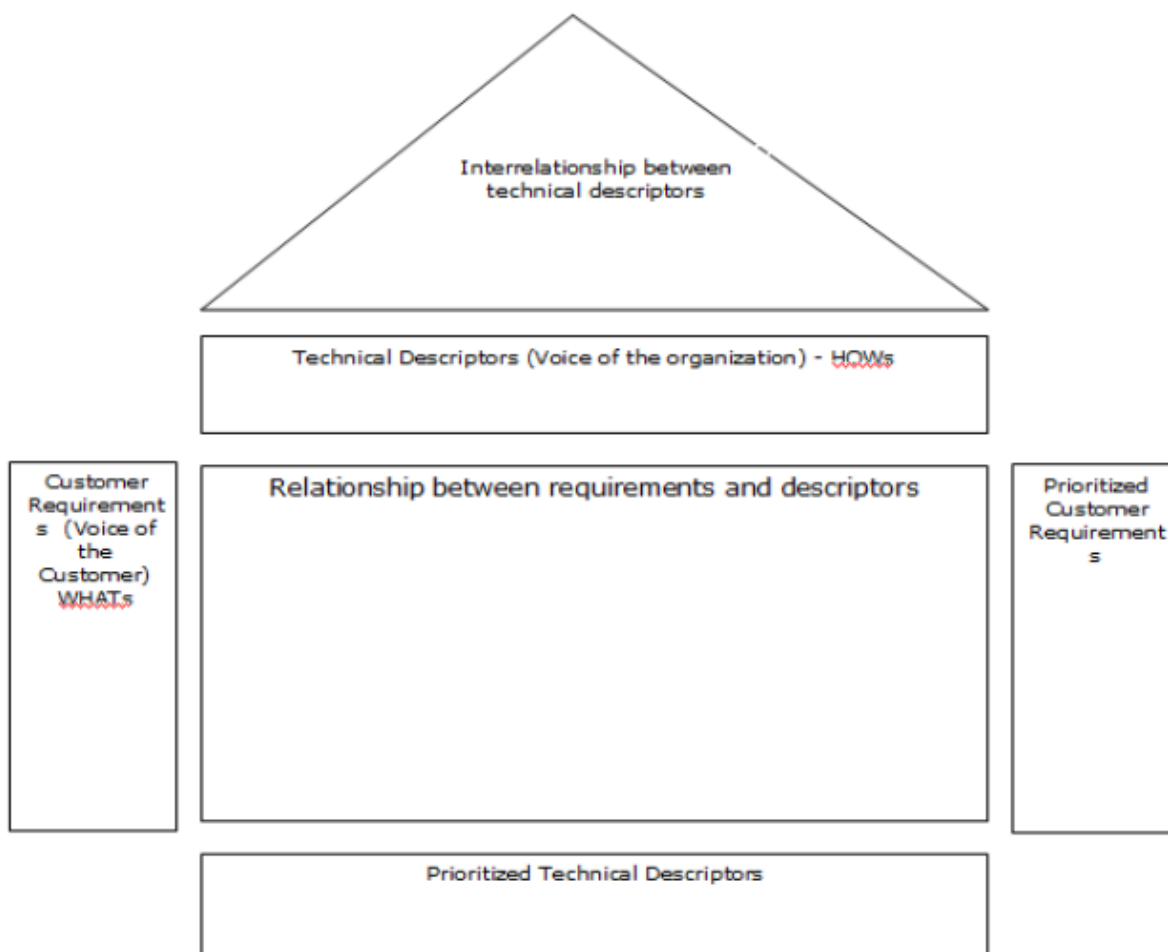 Interrelationship between
technical descriptors
Technical Descriptors (Voice of the organization) - HOWs
Customer
Requirement
s (Voice of
the
Customer)
WHATs
Relationship between requirements and descriptors
Prioritized
Customer
Requirement
s
Prioritized Technical Descriptors